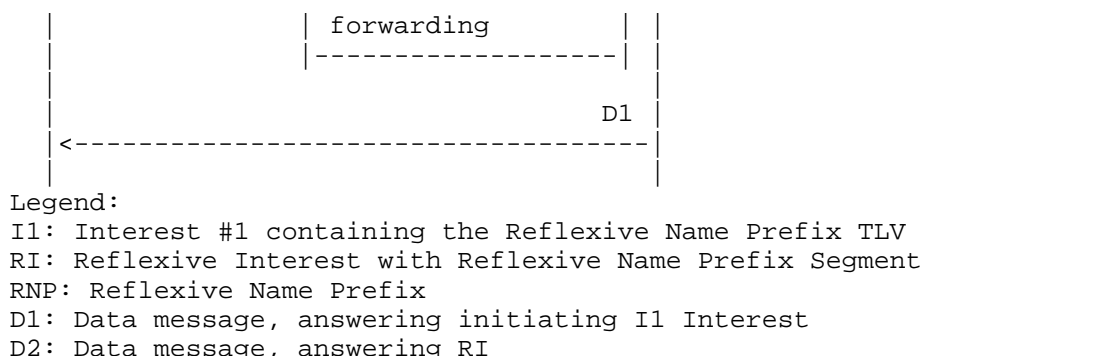 | | forwarding | |
| |-------------------| |
| |
| D1 |
|<------------------------------------|
| |
Legend:
I1: Interest #1 containing the Reflexive Name Prefix TLV
RI: Reflexive Interest with Reflexive Name Prefix Segment
RNP: Reflexive Name Prefix
D1: Data message, answering initiating I1 Interest
D2: Data message, answering RI